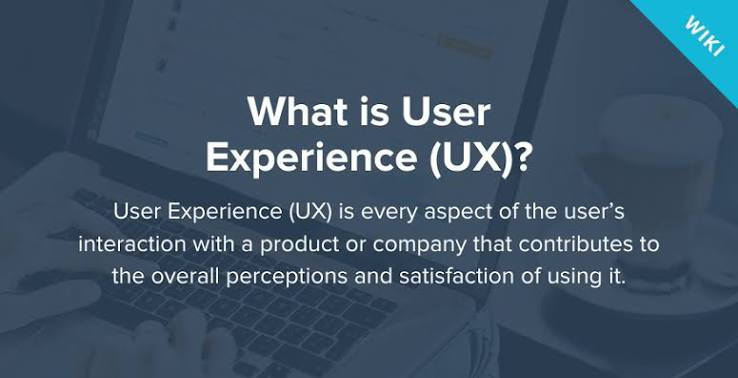 WIKI
What is User
Experience (UX)?
User Experience (UX) is every aspect of the user’s
interaction with a product or company that contributes to
the overall perceptions and satisfaction of using it.